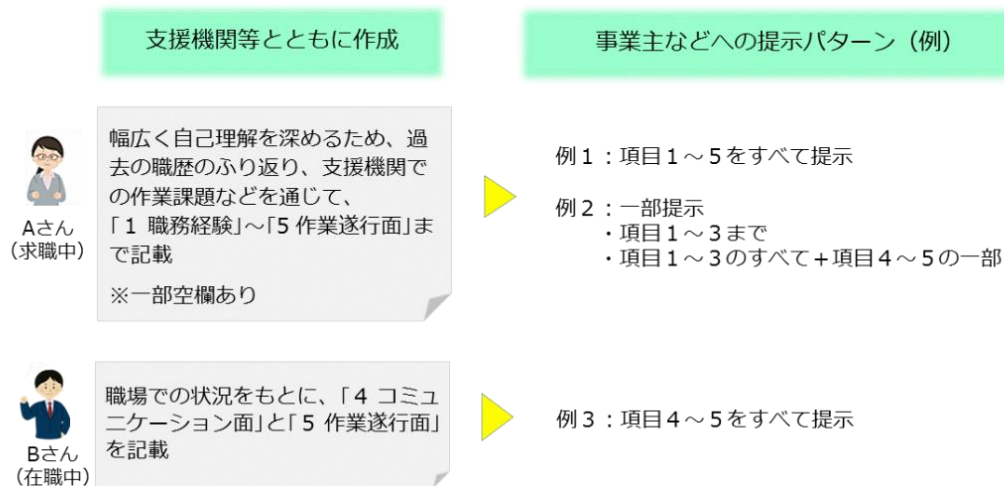 支援機関等とともに作成
事業主などへの提示パターン（例）
Aさん
（求職中）
幅広く自己理解を深めるため、過
去の職歴のふり返り、支援機関で
の作業課題などを通じて、
「１ 職務経験」～「５ 作業遂行面」ま
で記載
※一部空欄あり
例１：項目１～５をすべて提示
例２：一部提示
・項目１～３まで
・項目１～３のすべて＋項目４～５の一部
Bさん
（在職中）
職場での状況をもとに、「４ コミュ
ニケーション面」と「５ 作業遂行面」
を記載
例３：項目４～５をすべて提示